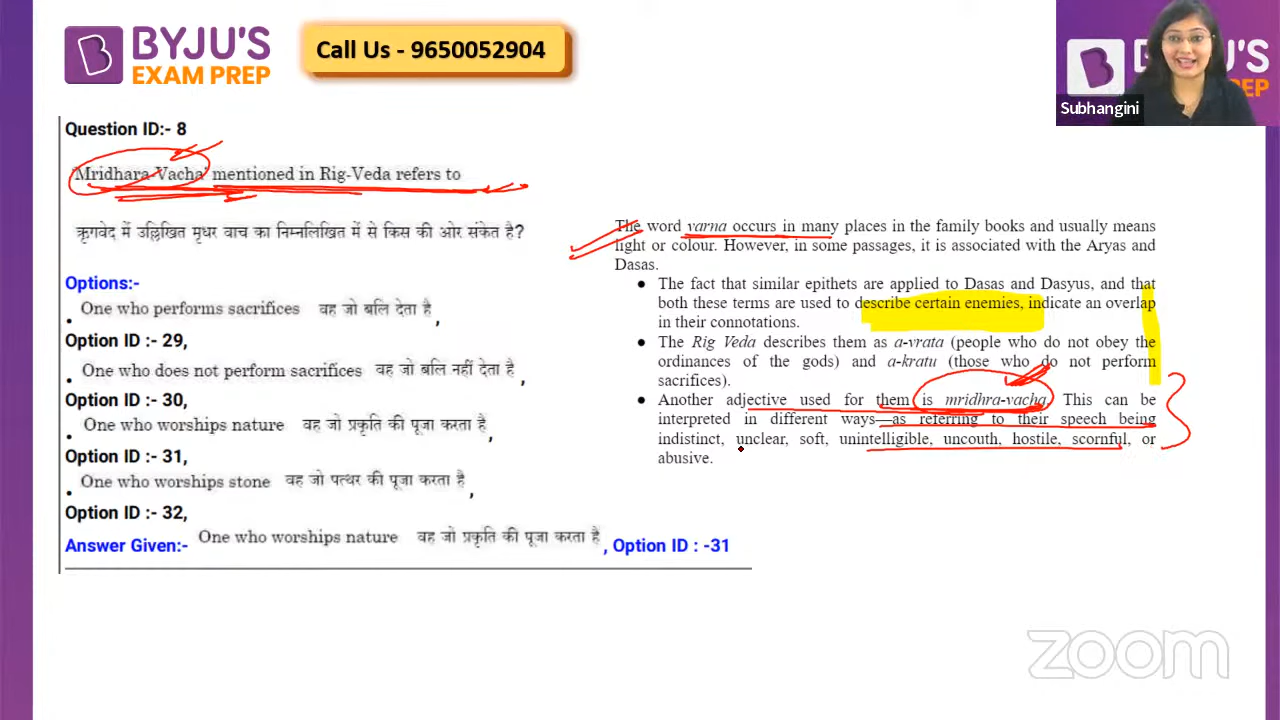 BYJU'S
EXAM PREP
Call Us - 9650052904
BYJU'S
EP
Subhangini
Question ID:- 8
'Mridhara-Vacha' mentioned in Rig-Veda refers to
ऋगवेद में उल्लिखित मृधर वाच का निम्नलिखित में से किस की ओर संकेत है?
Options:-
One who performs sacrifices वह जो बलि देता है ,
Option ID :- 29,
One who does not perform sacrifices वह जो बलि नहीं देता है ,
Option ID :- 30,
One who worships nature वह जो प्रकृति की पूजा करता है ,
Option ID :- 31,
One who worships stone वह जो पत्थर की पूजा करता है ,
Option ID :- 32,
Answer Given:- One who worships nature वह जो प्रकृति की पूजा करता है , Option ID : -31
The word varna occurs in many places in the family books and usually means
light or colour. However, in some passages, it is associated with the Aryas and
Dasas.
● The fact that similar epithets are applied to Dasas and Dasyus, and that
both these terms are used to describe certain enemies, indicate an overlap
in their connotations.
● The Rig Veda describes them as a-vrata (people who do not obey the
ordinances of the gods) and a-kratu (those who do not perform
sacrifices).
● Another adjective used for them is mridhra-vacha. This can be
interpreted in different ways—as referring to their speech being
indistinct, unclear, soft, unintelligible, uncouth, hostile, scornful, or
abusive.
zoom